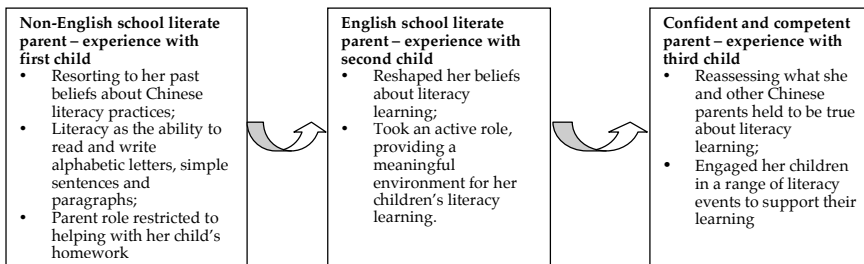 Non-English school literate
parent – experience with
first child
• Resorting to her past
beliefs about Chinese
literacy practices;
• Literacy as the ability to
read and write
alphabetic letters, simple
sentences and
paragraphs;
• Parent role restricted to
helping with her child's
homework
English school literate
parent – experience with
second child
• Reshaped her beliefs
about literacy
learning;
• Took an active role,
providing a
meaningful
environment for her
children's literacy
learning.
Confident and competent
parent – experience with
third child
• Reassessing what she
and other Chinese
parents held to be true
about literacy
learning;
• Engaged her children
in a range of literacy
events to support their
learning